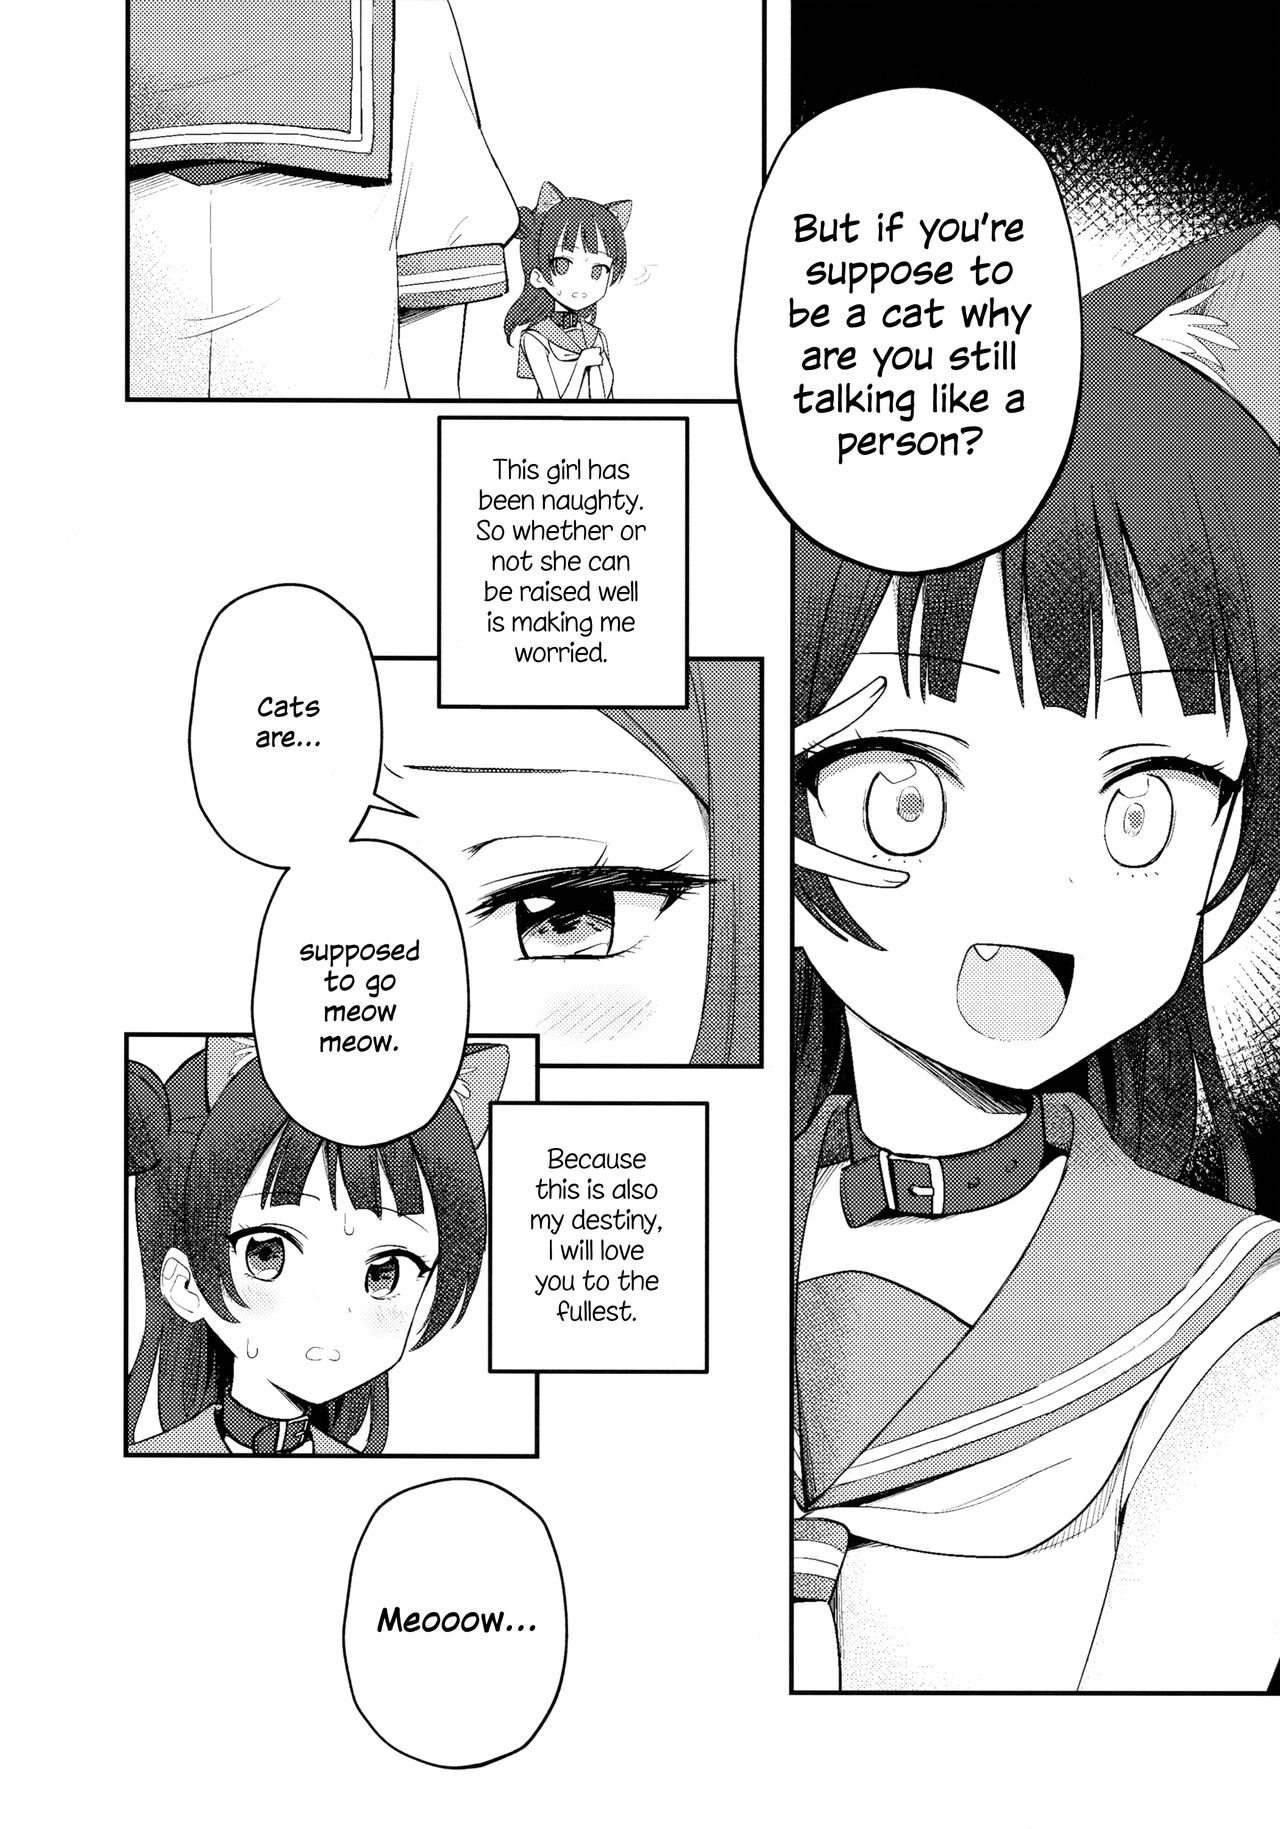 But if you're
suppose to
be a cat why
are you still
talking like a
person?
This girl has
been naughty.
So whether or
not she can
be raised well
is making me
worried.
Cats
are...
supposed
to go
meow
meow.
Because
this is also
my destiny,
I will love
you to the
fullest.
Meooow...